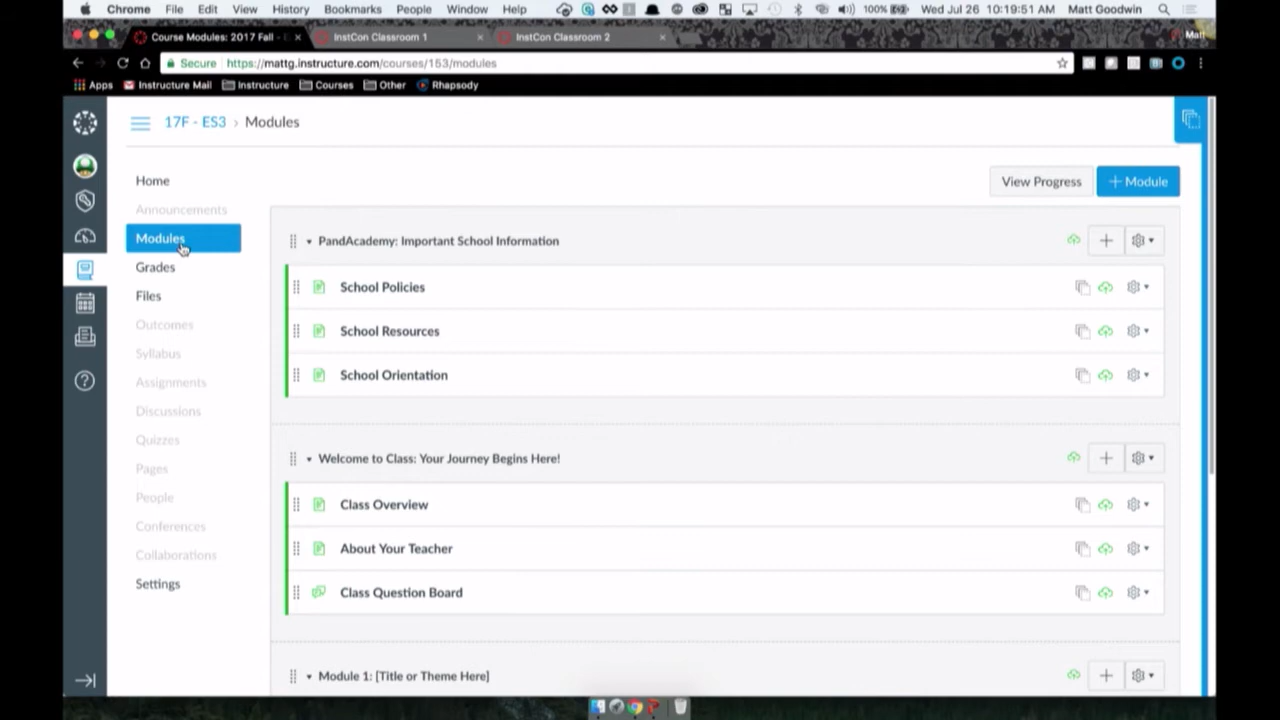 Chrome File Edit View History Bookmarks People Window Help 100% Wed Jul 26 10:19:51 AM Matt Goodwin
Course Modules: 2017 Fall - InstCon Classroom 1 InstCon Classroom 2 Matt
Secure https://mattg.instructure.com/courses/153/modules
Apps Instructure Mail Instructure Courses Other Rhapsody
17F - ES3 › Modules
View Progress + Module
Home
Announcements
Modules
Grades
Files
Outcomes
Syllabus
Assignments
Discussions
Quizzes
Pages
People
Conferences
Collaborations
Settings
PandAcademy: Important School Information
School Policies
School Resources
School Orientation
Welcome to Class: Your Journey Begins Here!
Class Overview
About Your Teacher
Class Question Board
Module 1: [Title or Theme Here]